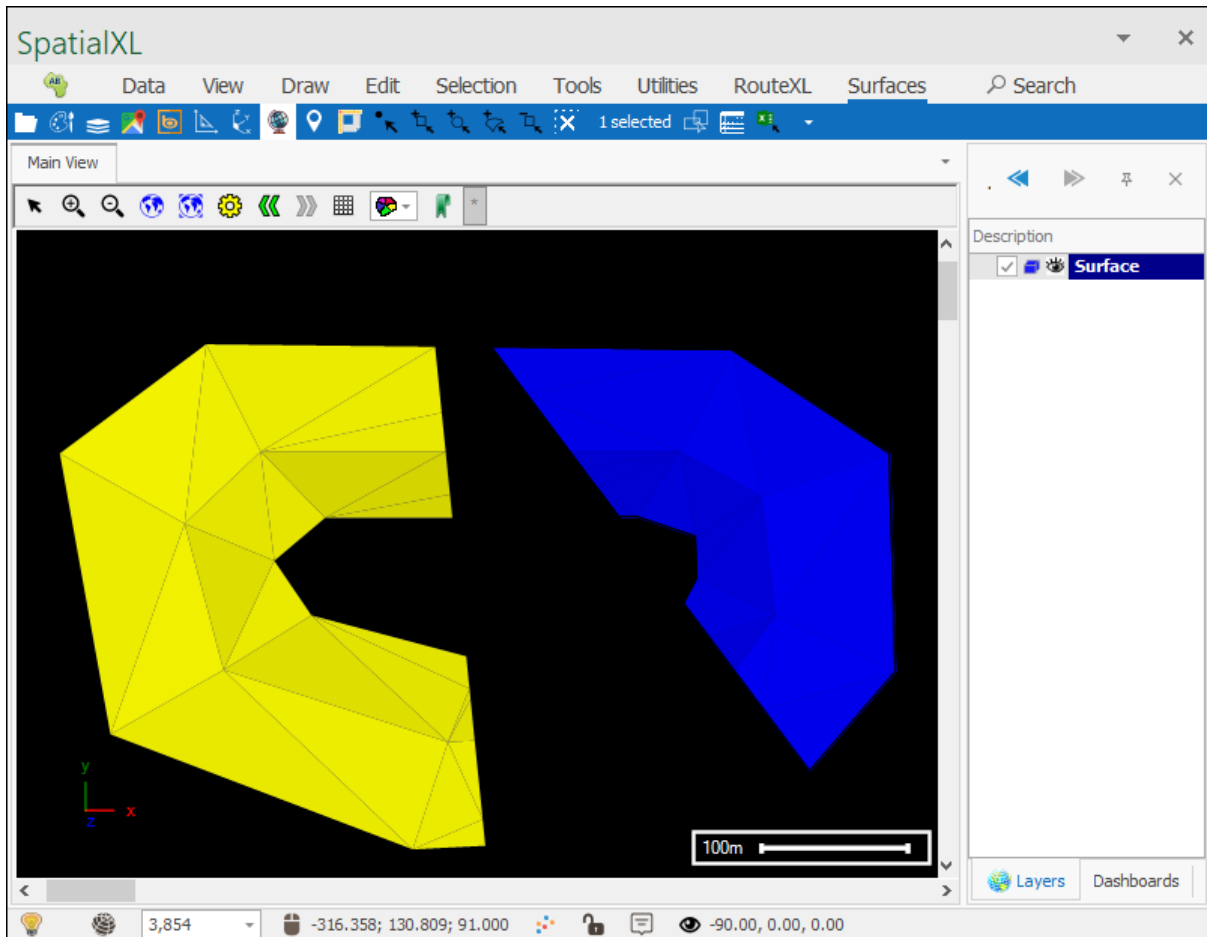 SpatialXL
AB Data View Draw Edit Selection Tools Utilities RouteXL Surfaces Search
1 selected
Main View
*
Description
Surface
y
x
z
100m
Layers Dashboards
3,854 -316.358; 130.809; 91.000 -90.00, 0.00, 0.00